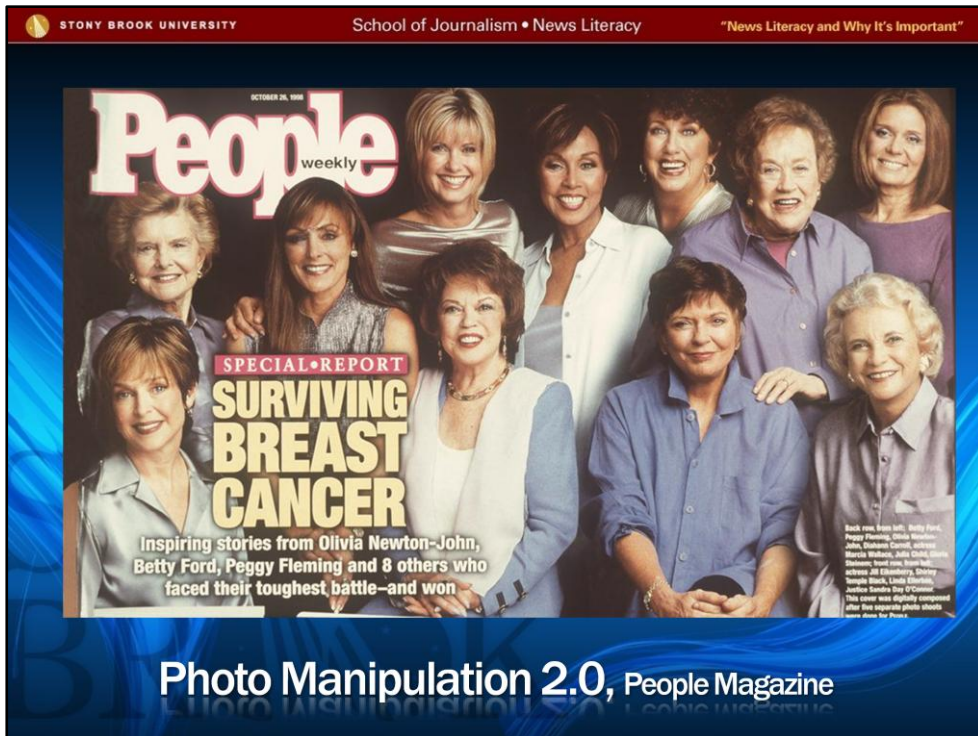 STONY BROOK UNIVERSITY
School of Journalism • News Literacy
"News Literacy and Why It's Important"
OCTOBER 26, 1998
People
weekly
SPECIAL•REPORT
SURVIVING
BREAST
CANCER
Inspiring stories from Olivia Newton-John,
Betty Ford, Peggy Fleming and 8 others who
faced their toughest battle–and won
Back row, from left: Betty Ford,
Peggy Fleming, Olivia Newton-
John, Diahann Carroll, actress
Marcia Wallace, Julia Child, Gloria
Steinem; front row, from left:
actress Jill Eikenberry, Shirley
Temple Black, Linda Ellerbee,
Justice Sandra Day O'Connor.
This cover was digitally composed
after five separate photo shoots
were done for
Photo Manipulation 2.0, People Magazine